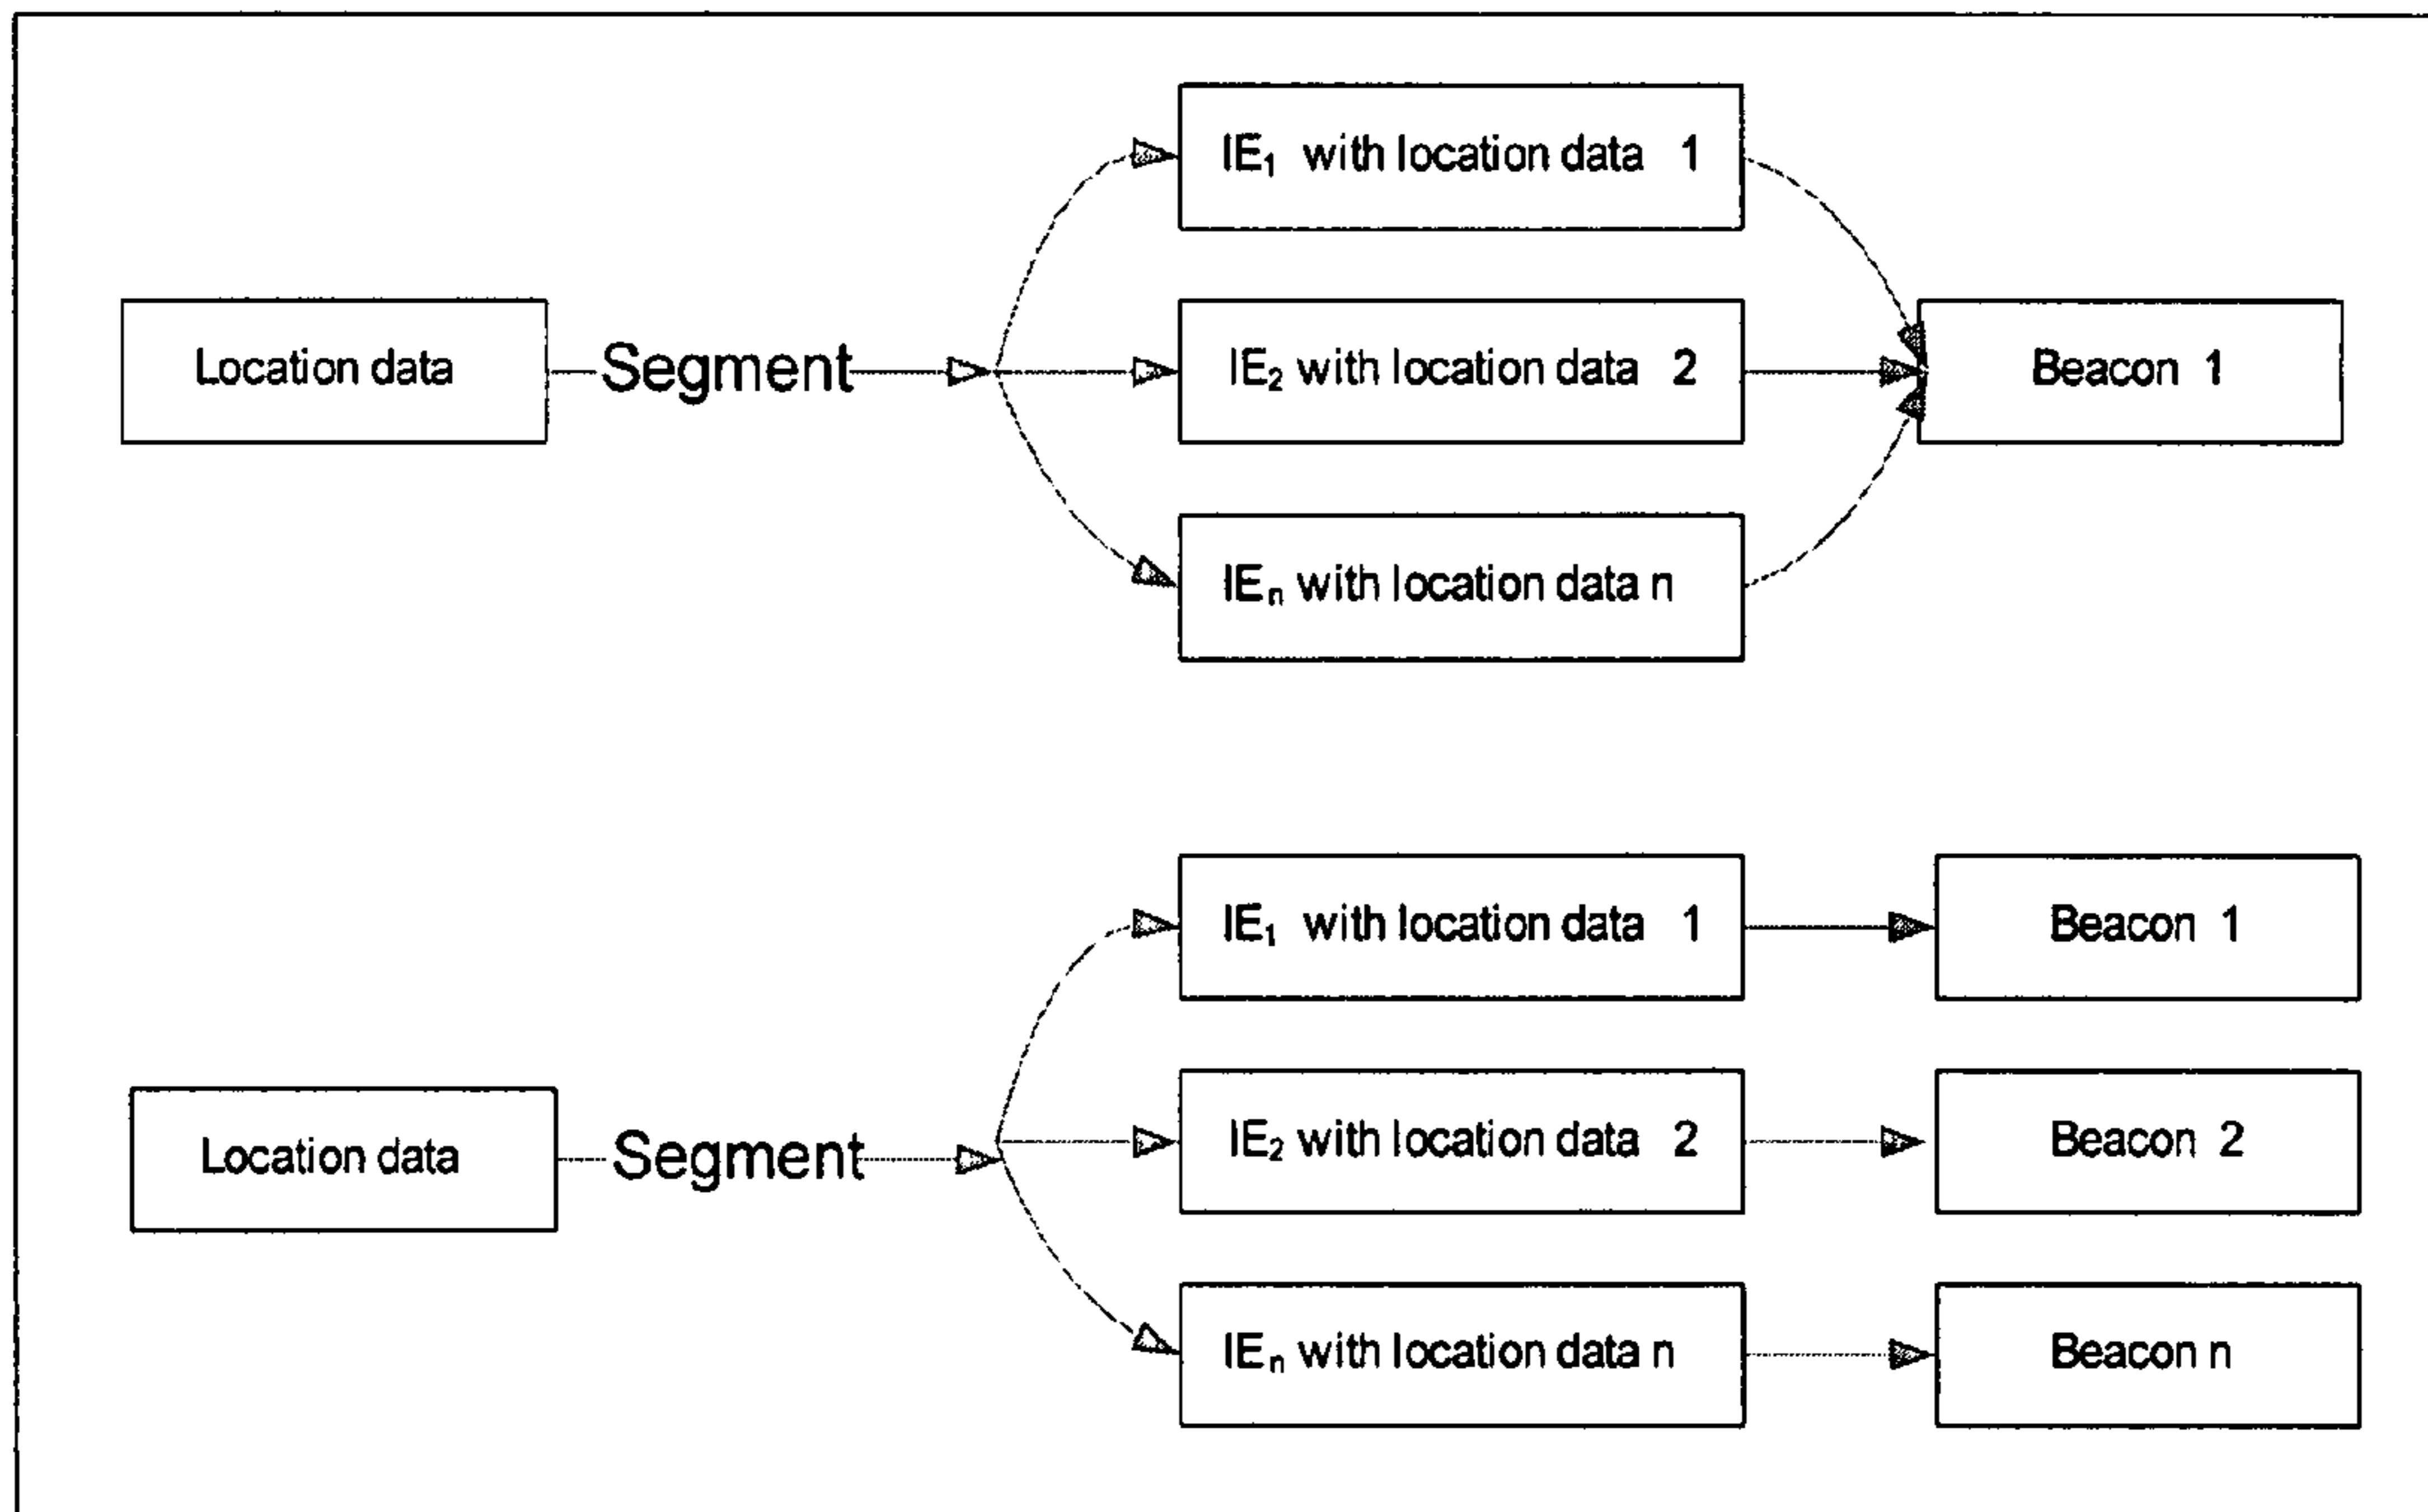 IE₁ with location data 1
Location data
Segment
IE₂ with location data 2
Beacon 1
IEₙ with location data n
IE₁ with location data 1
Beacon 1
Location data
Segment
IE₂ with location data 2
Beacon 2
IEₙ with location data n
Beacon n